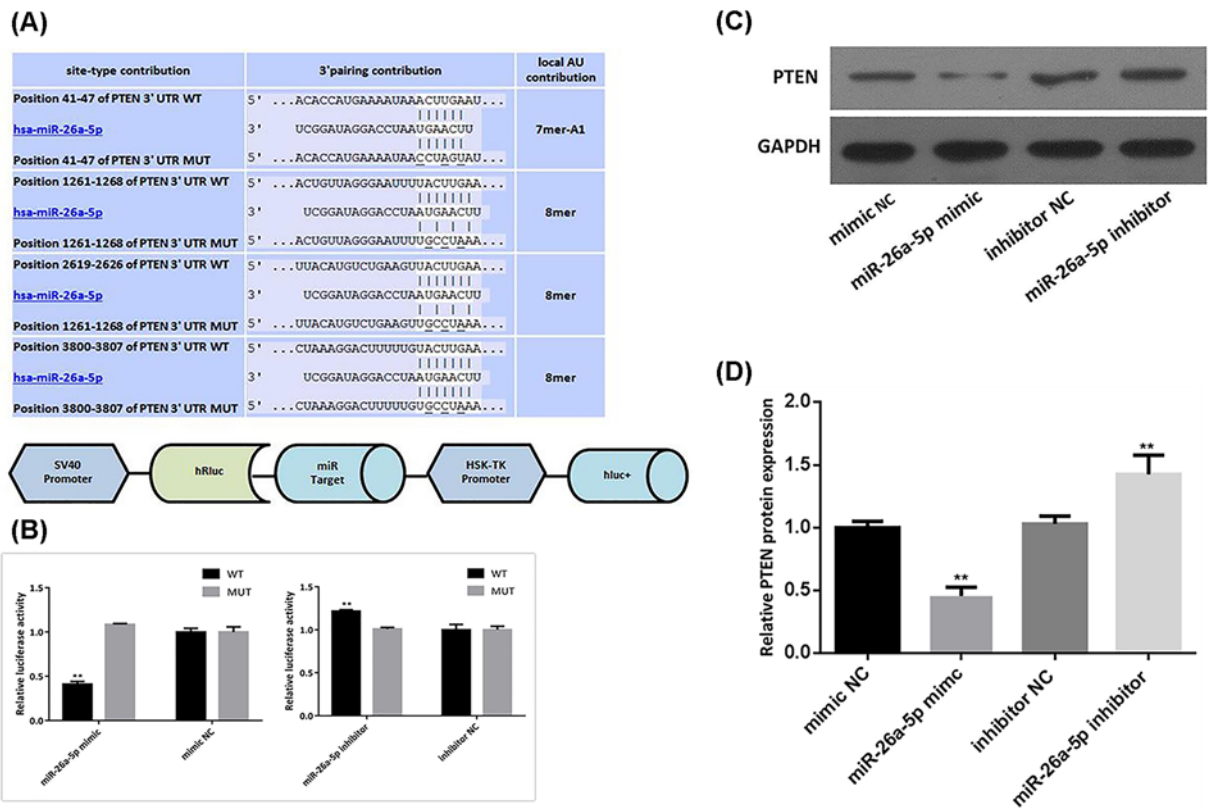 (A)
site-type contribution 3'pairing contribution local AU contribution
Position 41-47 of PTEN 3' UTR WT 5' ...ACACCAUGAAAAUAAACUUGAAU...
hsa-miR-26a-5p 3' UCGGAUAGGACCUAAUGAACUU 7mer-A1
Position 41-47 of PTEN 3' UTR MUT 5' ...ACACCAUGAAAAUAACCUAGUAU...
Position 1261-1268 of PTEN 3' UTR WT 5' ...ACUGUUAGGGAAUUUUACUUGAA...
hsa-miR-26a-5p 3' UCGGAUAGGACCUAAUGAACUU 8mer
Position 1261-1268 of PTEN 3' UTR MUT 5' ...ACUGUUAGGGAAUUUUGCCUAAA...
Position 2619-2626 of PTEN 3' UTR WT 5' ...UUACAUGUCUGAAGUUACUUGAA...
hsa-miR-26a-5p 3' UCGGAUAGGACCUAAUGAACUU 8mer
Position 1261-1268 of PTEN 3' UTR MUT 5' ...UUACAUGUCUGAAGUUGCCUAAA...
Position 3800-3807 of PTEN 3' UTR WT 5' ...CUAAAGGACUUUUUGUACUUGAA...
hsa-miR-26a-5p 3' UCGGAUAGGACCUAAUGAACUU 8mer
Position 3800-3807 of PTEN 3' UTR MUT 5' ...CUAAAGGACUUUUUGUGCCUAAA...
SV40 Promoter
hRluc
miR Target
HSK-TK Promoter
hluc+
(B)
WT
MUT
Relative luciferase activity
1.5
1.0
0.5
0.0
**
miR-26a-5p mimic
mimic NC
WT
MUT
Relative luciferase activity
1.5
1.0
0.5
0.0
**
miR-26a-5p inhibitor
inhibitor NC
(C)
PTEN
GAPDH
mimic NC
miR-26a-5p mimic
inhibitor NC
miR-26a-5p inhibitor
(D)
Relative PTEN protein expression
2.0
1.5
1.0
0.5
0.0
**
**
mimic NC
miR-26a-5p mimc
inhibitor NC
miR-26a-5p inhibitor